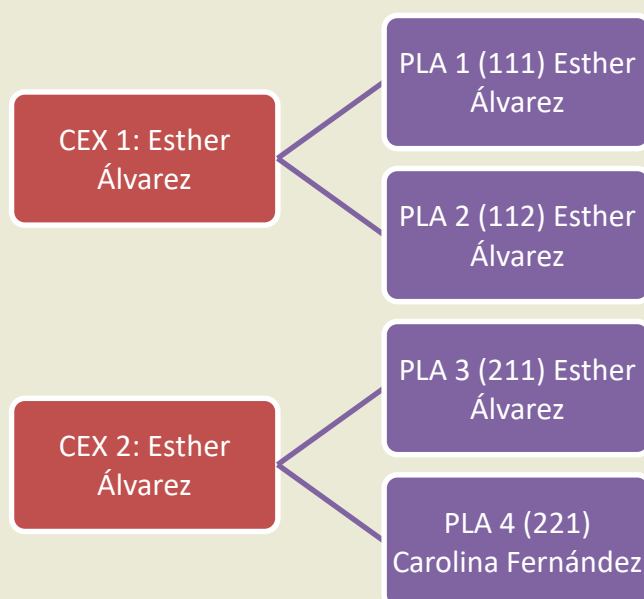 CEX 1: Esther
Álvarez
PLA 1 (111) Esther
Álvarez
PLA 2 (112) Esther
Álvarez
CEX 2: Esther
Álvarez
PLA 3 (211) Esther
Álvarez
PLA 4 (221)
Carolina Fernández